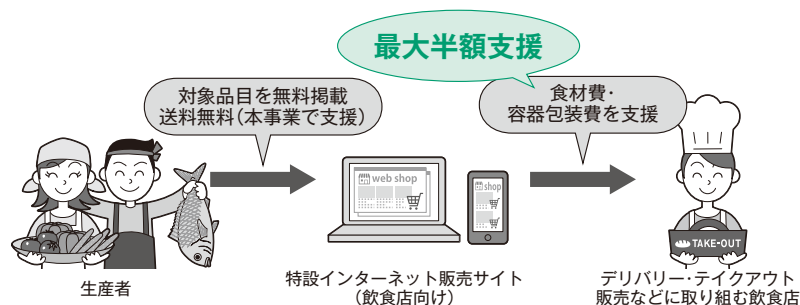 最大半額支援
対象品目を無料掲載
送料無料（本事業で支援）
食材費・
容器包装費を支援
web shop
shop
TAKE-OUT
生産者
特設インターネット販売サイト
（飲食店向け）
デリバリー・テイクアウト
販売などに取り組む飲食店